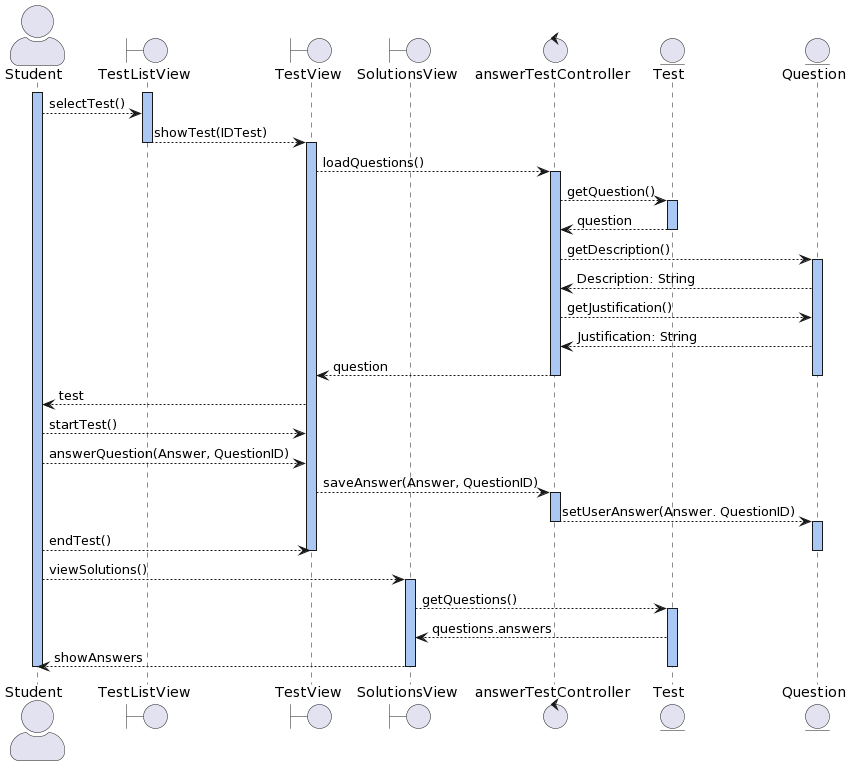 Student
TestListView
TestView
SolutionsView
answerTestController
Test
Question
selectTest()
showTest(IDTest)
loadQuestions()
getQuestion()
question
getDescription()
Description: String
getJustification()
Justification: String
question
test
startTest()
answerQuestion(Answer, QuestionID)
saveAnswer(Answer, QuestionID)
setUserAnswer(Answer. QuestionID)
endTest()
viewSolutions()
getQuestions()
questions.answers
showAnswers
Student
TestListView
TestView
SolutionsView
answerTestController
Test
Question